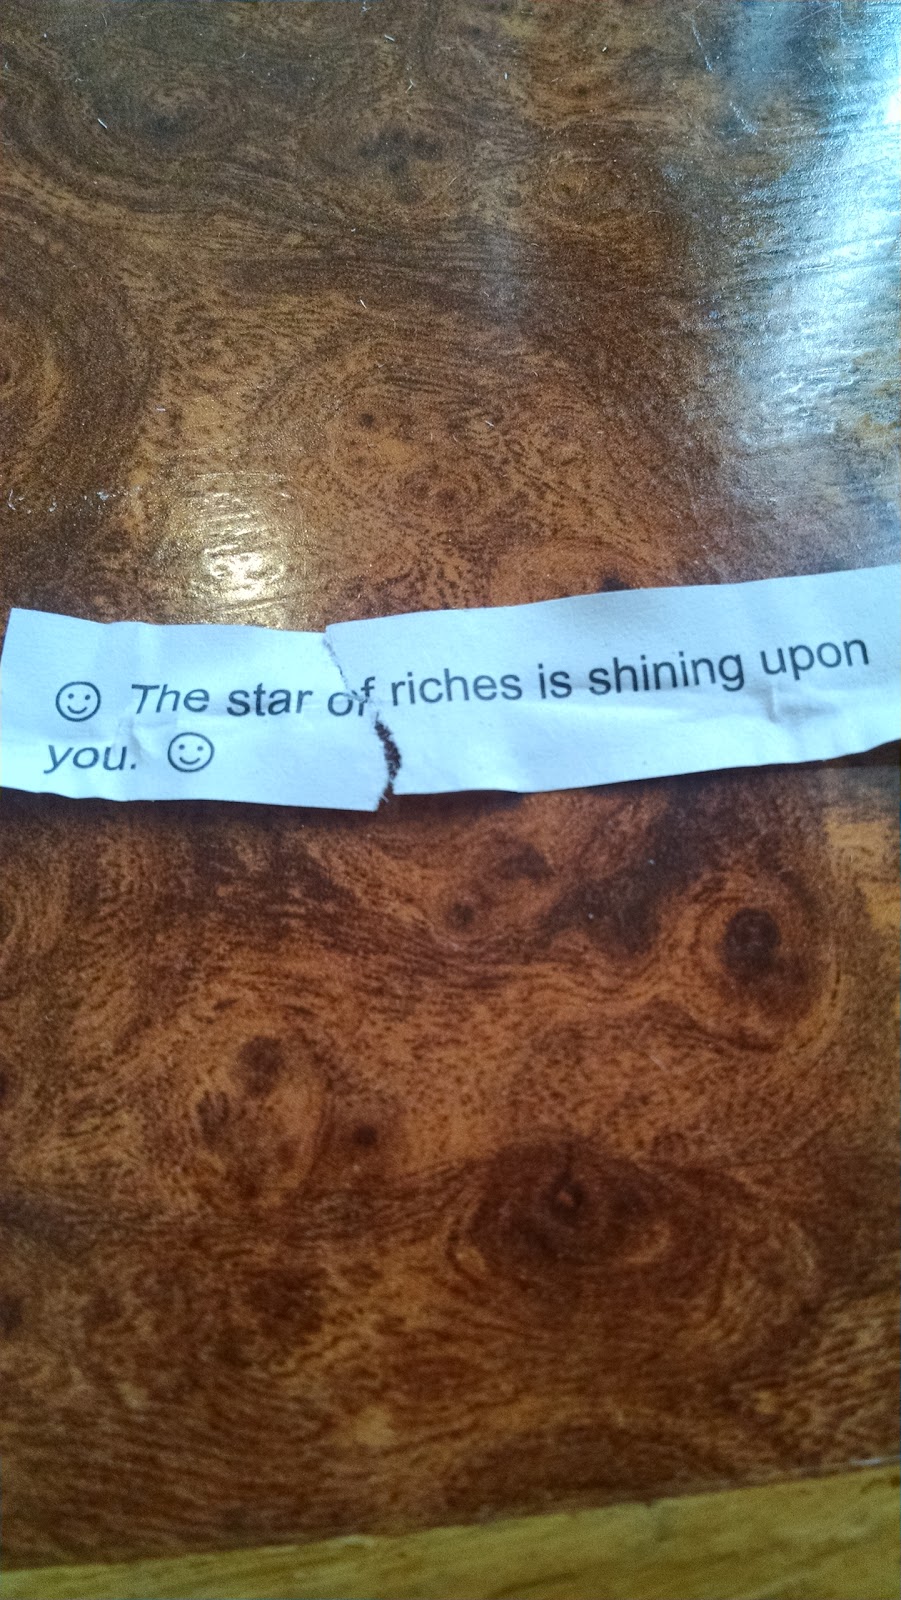 ☺ The star of riches is shining upon
you. ☺